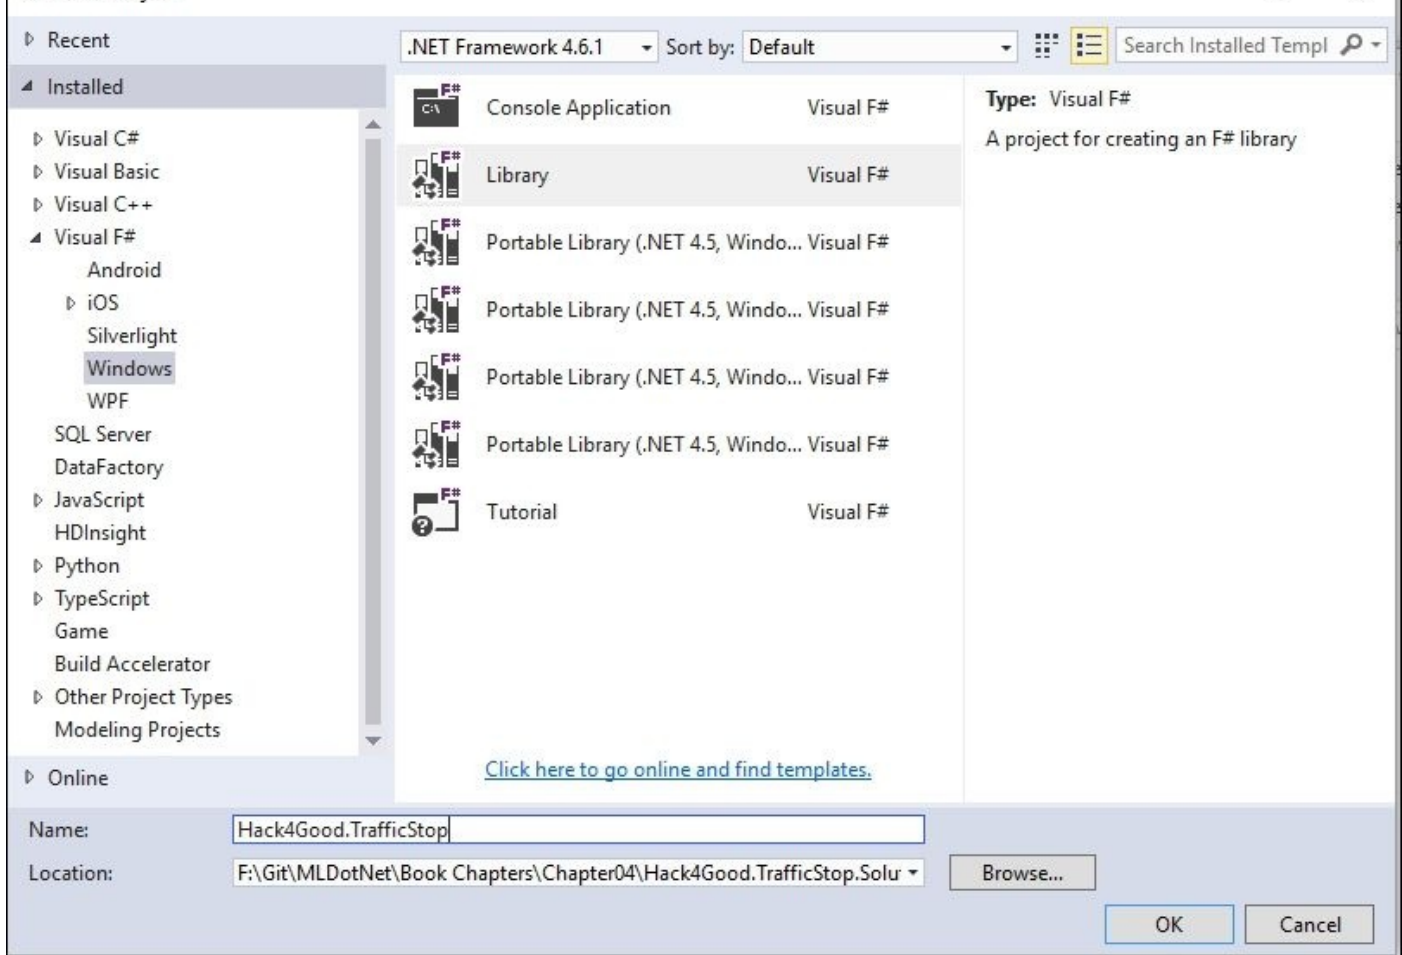 Recent
.NET Framework 4.6.1 Sort by: Default Search Installed Templ
Installed
Visual C#
Visual Basic
Visual C++
Visual F#
Android
iOS
Silverlight
Windows
WPF
SQL Server
DataFactory
JavaScript
HDInsight
Python
TypeScript
Game
Build Accelerator
Other Project Types
Modeling Projects
Online
Console Application Visual F#
Library Visual F#
Portable Library (.NET 4.5, Windo... Visual F#
Portable Library (.NET 4.5, Windo... Visual F#
Portable Library (.NET 4.5, Windo... Visual F#
Portable Library (.NET 4.5, Windo... Visual F#
Tutorial Visual F#
Click here to go online and find templates.
Type: Visual F#
A project for creating an F# library
Name: Hack4Good.TrafficStop
Location: F:\Git\MLDotNet\Book Chapters\Chapter04\Hack4Good.TrafficStop.Solu Browse...
OK Cancel